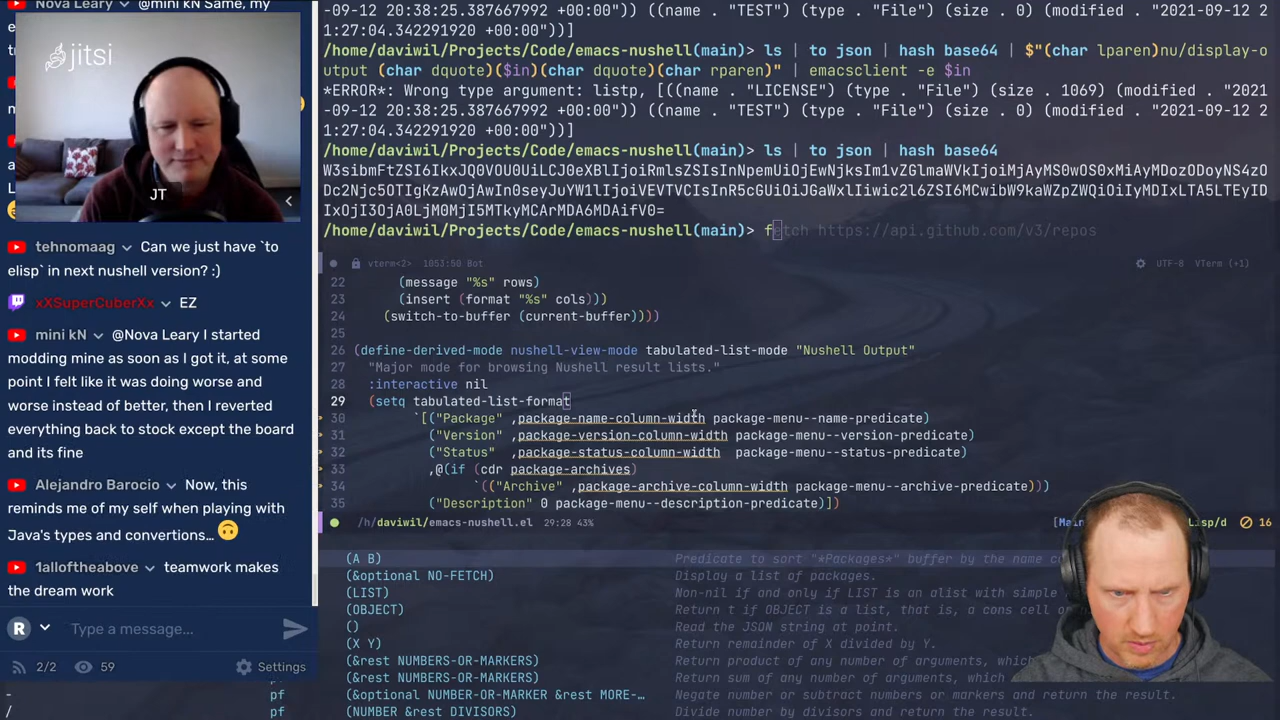 Nova Leary @mini kN Same, my
jitsi
JT
tehnomaag Can we just have `to
elisp` in next nushell version? :)
xXSuperCuberXx EZ
mini kN @Nova Leary I started
modding mine as soon as I got it, at some
point I felt like it was doing worse and
worse instead of better, then I reverted
everything back to stock except the board
and its fine
Alejandro Barocio Now, this
reminds me of my self when playing with
Java's types and convertions… 🙃
1alloftheabove teamwork makes
the dream work
R Type a message...
2/2 59 Settings
- pf
/ pf
-09-12 20:38:25.387667992 +00:00")) ((name . "TEST") (type . "File") (size . 0) (modified . "2021-09-12 2
1:27:04.342291920 +00:00"))]
/home/daviwil/Projects/Code/emacs-nushell(main)> ls | to json | hash base64 | $"(char lparen)nu/display-o
utput (char dquote)($in)(char dquote)(char rparen)" | emacsclient -e $in
*ERROR*: Wrong type argument: listp, [((name . "LICENSE") (type . "File") (size . 1069) (modified . "2021
-09-12 20:38:25.387667992 +00:00")) ((name . "TEST") (type . "File") (size . 0) (modified . "2021-09-12 2
1:27:04.342291920 +00:00"))]
/home/daviwil/Projects/Code/emacs-nushell(main)> ls | to json | hash base64
/home/daviwil/Projects/Code/emacs-nushell(main)> fetch https://api.github.com/v3/repos
vterm<2> 1053:50 Bot UTF-8 VTerm (+1)
22 (message "%s" rows)
23 (insert (format "%s" cols)))
24 (switch-to-buffer (current-buffer))))
25
26 (define-derived-mode nushell-view-mode tabulated-list-mode "Nushell Output"
27 "Major mode for browsing Nushell result lists."
28 :interactive nil
29 (setq tabulated-list-format
30 `[("Package" ,package-name-column-width package-menu--name-predicate)
31 ("Version" ,package-version-column-width package-menu--version-predicate)
32 ("Status" ,package-status-column-width package-menu--status-predicate)
33 ,@(if (cdr package-archives)
34 `(("Archive" ,package-archive-column-width package-menu--archive-predicate)))
35 ("Description" 0 package-menu--description-predicate)])
/h/daviwil/emacs-nushell.el 29:28 43% [Main Lisp/d 16
(A B) Predicate to sort "*Packages*" buffer by the name
(&optional NO-FETCH) Display a list of packages.
(LIST) Non-nil if and only if LIST is an alist with simple
(OBJECT) Return t if OBJECT is a list, that is, a cons cell
() Read the JSON string at point.
(X Y) Return remainder of X divided by Y.
(&rest NUMBERS-OR-MARKERS) Return product of any number of arguments, which
(&rest NUMBERS-OR-MARKERS) Return sum of any number of arguments, which
(&optional NUMBER-OR-MARKER &rest MORE-… Negate number or subtract numbers or markers and return the result.
(NUMBER &rest DIVISORS) Divide number by divisors and return the result.